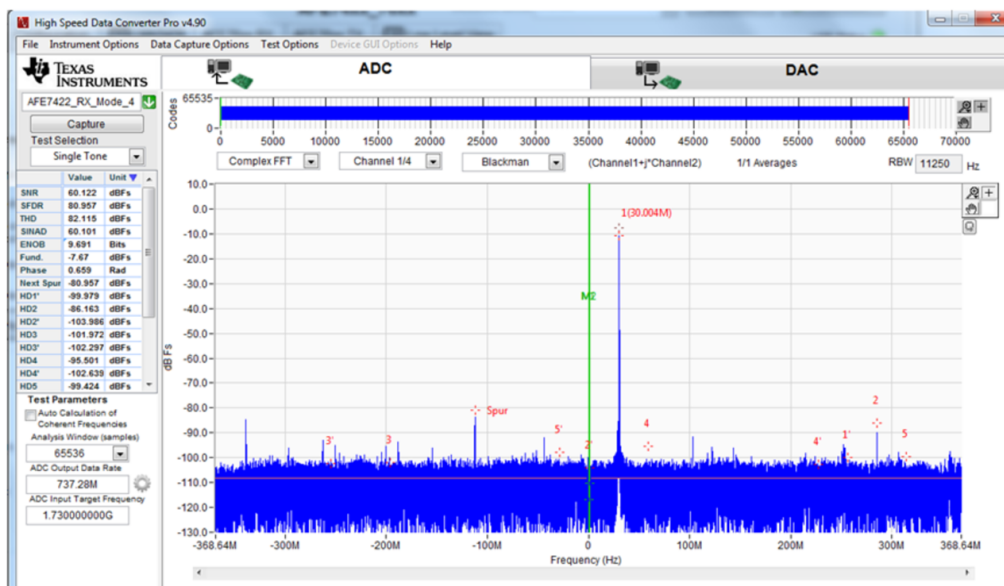 High Speed Data Converter Pro v4.90
File Instrument Options Data Capture Options Test Options Device GUI Options Help
TEXAS INSTRUMENTS
ADC
DAC
AFE7422_RX_Mode_4
Capture
Test Selection
Single Tone
Codes
65535
0
0 5000 10000 15000 20000 25000 30000 35000 40000 45000 50000 55000 60000 65000 70000
Complex FFT Channel 1/4 Blackman (Channel1+j*Channel2) 1/1 Averages RBW 11250 Hz
Value Unit
SNR 60.122 dBFs
SFDR 80.957 dBFs
THD 82.115 dBFs
SINAD 60.101 dBFs
ENOB 9.691 Bits
Fund. -7.67 dBFs
Phase 0.659 Rad
Next Spur -80.957 dBFs
HD1' -99.979 dBFs
HD2 -86.163 dBFs
HD2' -103.986 dBFs
HD3 -101.972 dBFs
HD3' -102.297 dBFs
HD4 -95.501 dBFs
HD4' -102.639 dBFs
HD5 -99.424 dBFs
Test Parameters
Auto Calculation of
Coherent Frequencies
Analysis Window (samples)
65536
ADC Output Data Rate
737.28M
ADC Input Target Frequency
1.730000000G
dB Fs
10.0
0.0
-10.0
-20.0
-30.0
-40.0
-50.0
-60.0
-70.0
-80.0
-90.0
-100.0
-110.0
-120.0
-130.0
1(30.004M)
M2
Spur
2
3' 3 5' 2' 4 4' 1' 5
-368.64M -300M -200M -100M 0 100M 200M 300M 368.64M
Frequency (Hz)